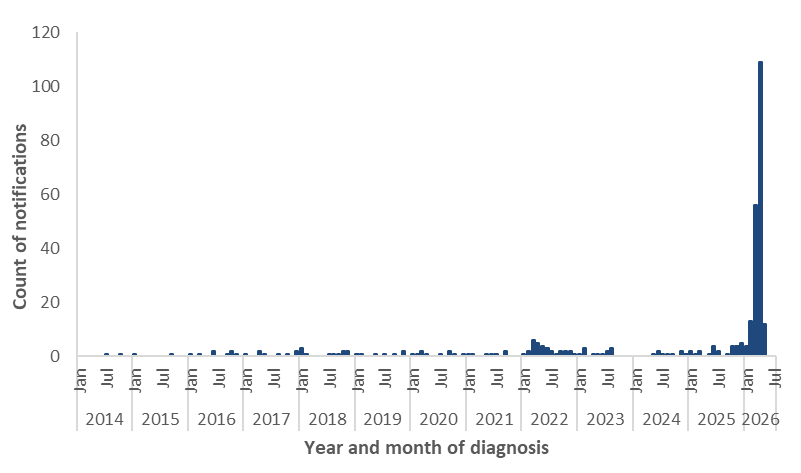 Count of notifications
120
100
80
60
40
20
0
Jan Jul Jan Jul Jan Jul Jan Jul Jan Jul Jan Jul Jan Jul Jan Jul Jan Jul Jan Jul Jan Jul Jan Jul Jan Jul
2014 2015 2016 2017 2018 2019 2020 2021 2022 2023 2024 2025 2026
Year and month of diagnosis